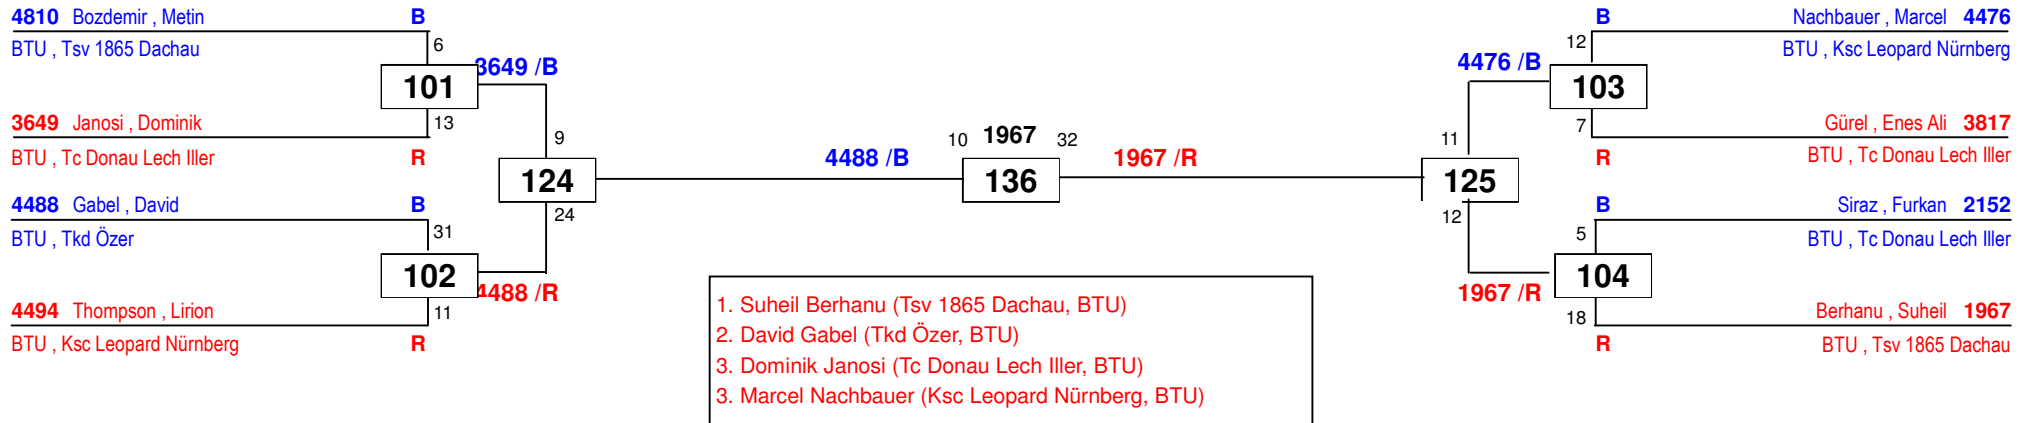 4810 Bozdemir , Metin B
BTU , Tsv 1865 Dachau
6
101
3649 /B
13
3649 Janosi , Dominik
BTU , Tc Donau Lech Iller R
9
124
24
4488 Gabel , David B
BTU , Tkd Özer
31
102
4488 /R
11
4494 Thompson , Lirion
BTU , Ksc Leopard Nürnberg R
4488 /B
10 1967 32
136
1967 /R
B Nachbauer , Marcel 4476
BTU , Ksc Leopard Nürnberg
12
4476 /B
103
7
Gürel , Enes Ali 3817
R BTU , Tc Donau Lech Iller
11
125
12
B Siraz , Furkan 2152
BTU , Tc Donau Lech Iller
5
104
1967 /R
18
Berhanu , Suheil 1967
R BTU , Tsv 1865 Dachau
1. Suheil Berhanu (Tsv 1865 Dachau, BTU)
2. David Gabel (Tkd Özer, BTU)
3. Dominik Janosi (Tc Donau Lech Iller, BTU)
3. Marcel Nachbauer (Ksc Leopard Nürnberg, BTU)